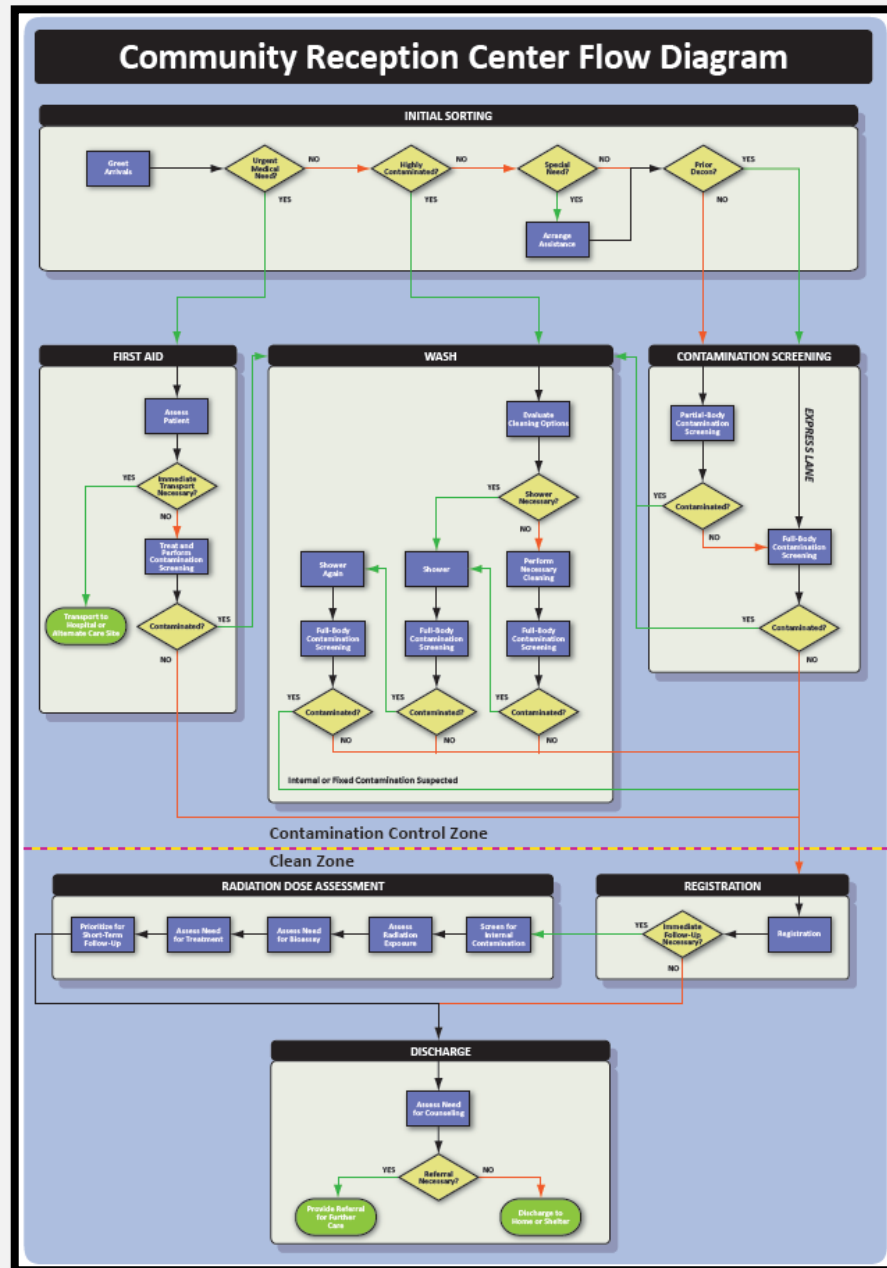 Community Reception Center Flow Diagram
INITIAL SORTING
Greet
Arrivals
Urgent
Medical
Need?
NO
YES
Highly
Contaminated?
NO
YES
Special
Need?
NO
YES
Arrange
Assistance
Prior
Decon?
YES
NO
FIRST AID
Assess
Patient
YES
Immediate
Transport
Necessary?
NO
Treat and
Perform
Contamination
Screening
Transport to
Hospital or
Alternate Care Site
Contaminated?
YES
NO
WASH
Evaluate
Cleaning Options
YES
Shower
Necessary?
NO
Shower
Again
Shower
Perform
Necessary
Cleaning
Full-Body
Contamination
Screening
Full-Body
Contamination
Screening
Full-Body
Contamination
Screening
YES
Contaminated?
NO
YES
Contaminated?
NO
YES
Contaminated?
NO
Internal or Fixed Contamination Suspected
CONTAMINATION SCREENING
Partial-Body
Contamination
Screening
EXPRESS LANE
YES
Contaminated?
NO
Full-Body
Contamination
Screening
YES
Contaminated?
NO
Contamination Control Zone
Clean Zone
RADIATION DOSE ASSESSMENT
Prioritize for
Short-Term
Follow-Up
Assess Need
for Treatment
Assess Need
for Bioassay
Assess
Radiation
Exposure
Screen for
Internal
Contamination
REGISTRATION
YES
Immediate
Follow-Up
Necessary?
NO
Registration
DISCHARGE
Assess Need
for Counseling
YES
Referral
Necessary?
NO
Provide Referral
for Further
Care
Discharge to
Home or Shelter